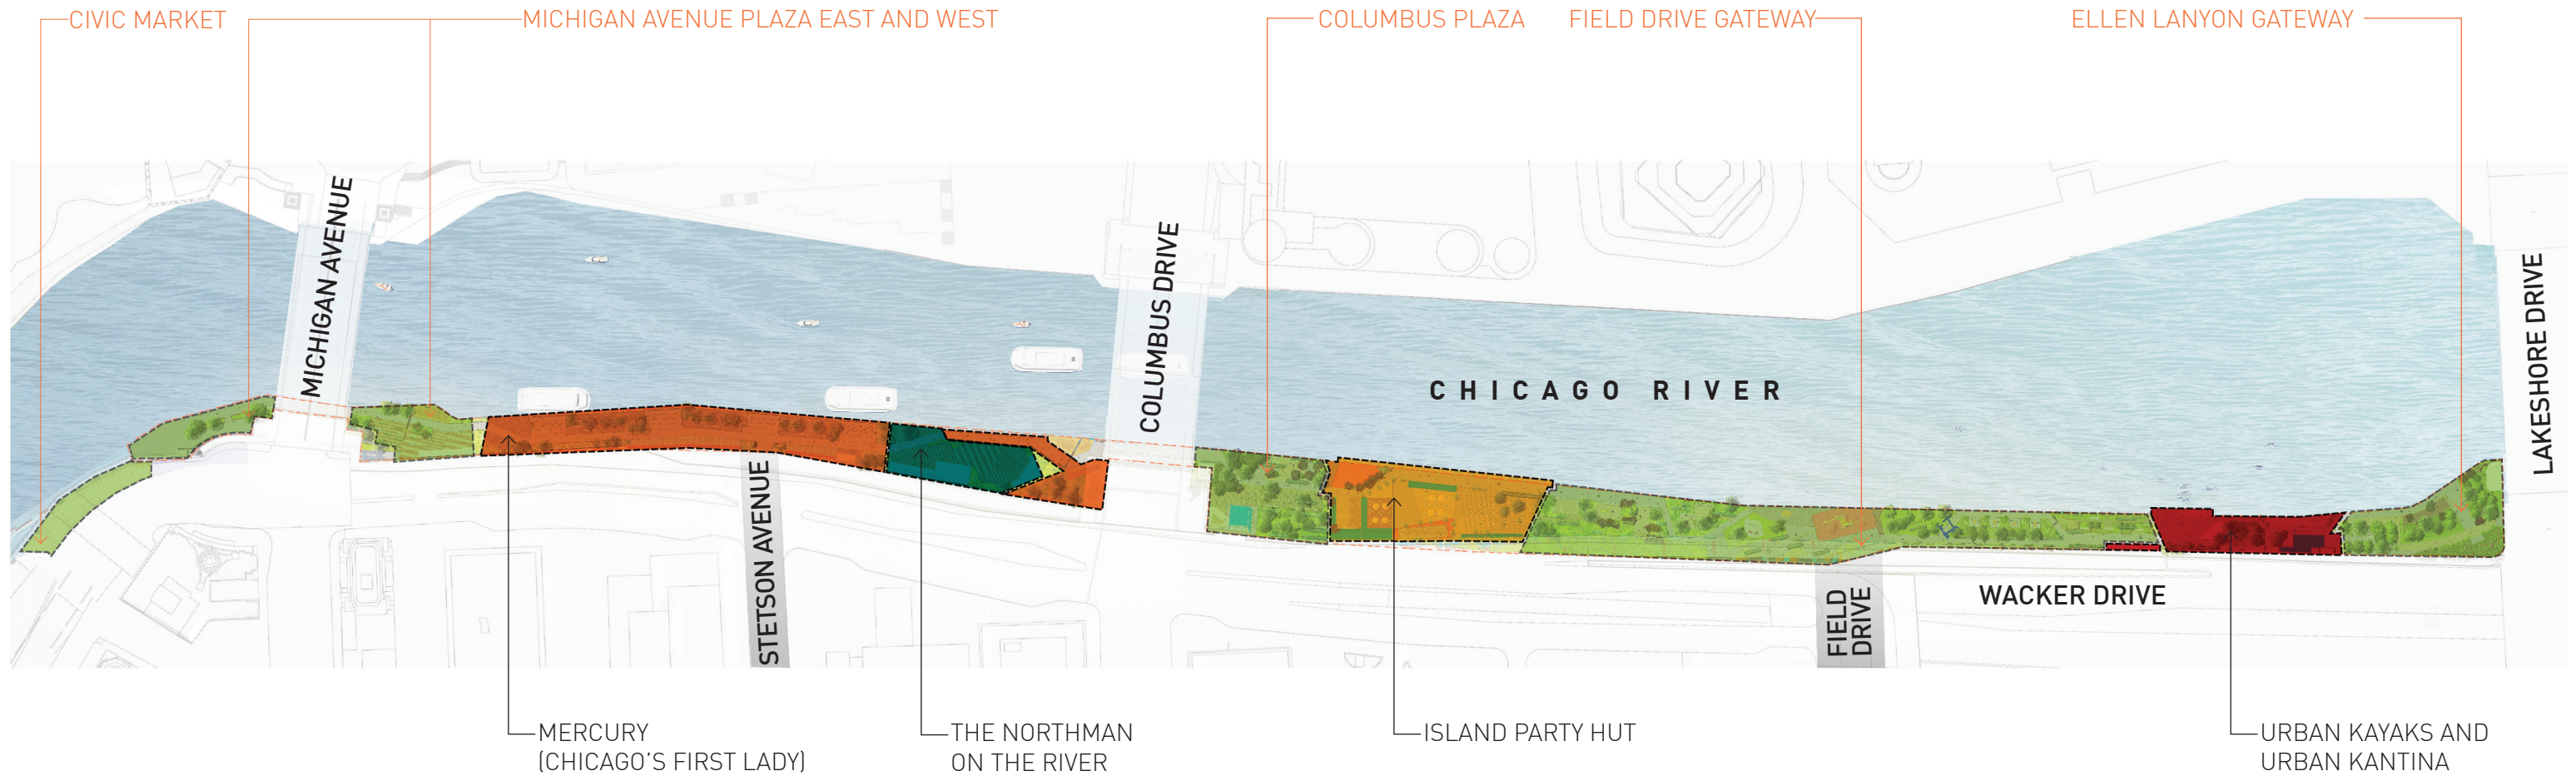 CIVIC MARKET
MICHIGAN AVENUE PLAZA EAST AND WEST
COLUMBUS PLAZA
FIELD DRIVE GATEWAY
ELLEN LANYON GATEWAY
MICHIGAN AVENUE
COLUMBUS DRIVE
CHICAGO RIVER
LAKESHORE DRIVE
STETSON AVENUE
FIELD
DRIVE
WACKER DRIVE
MERCURY
(CHICAGO'S FIRST LADY)
THE NORTHMAN
ON THE RIVER
ISLAND PARTY HUT
URBAN KAYAKS AND
URBAN KANTINA